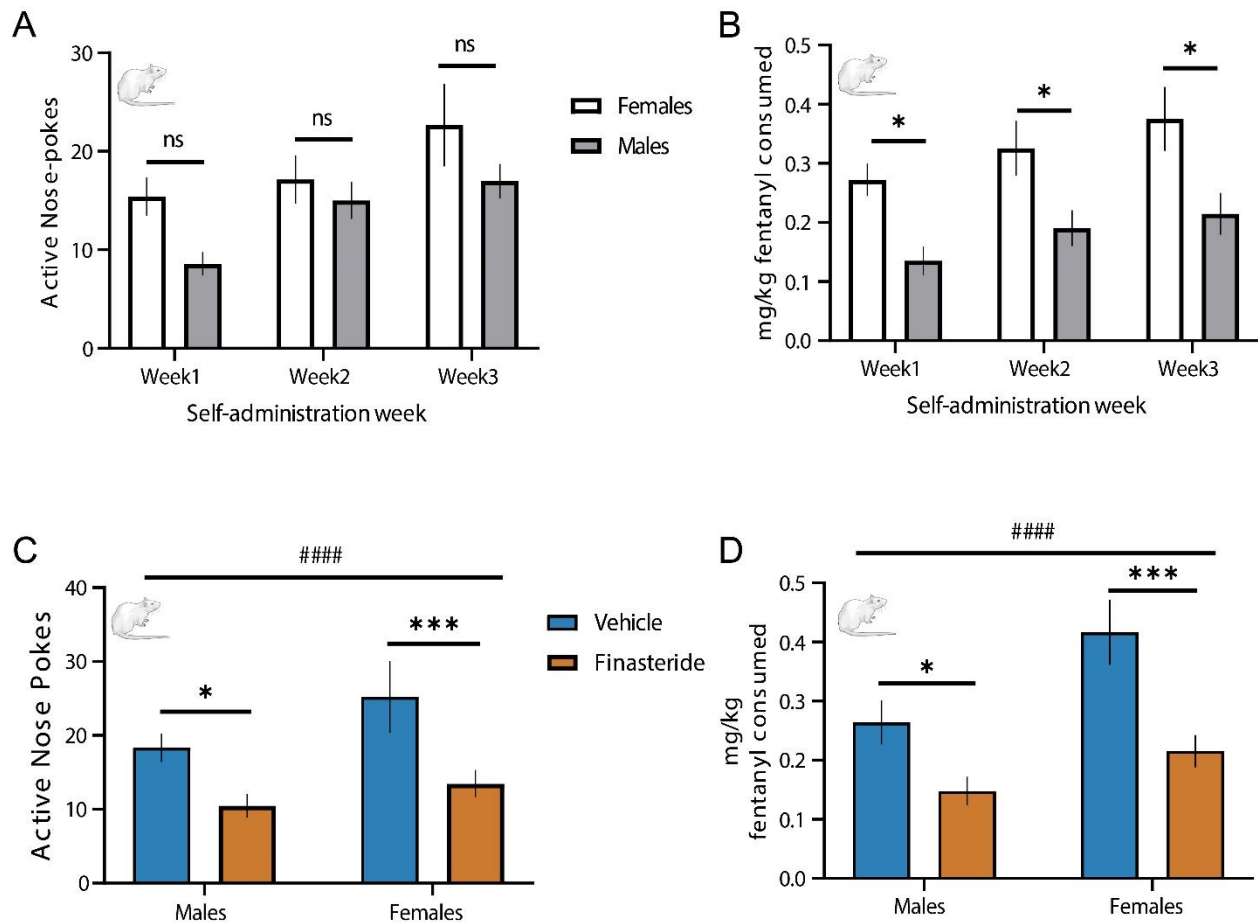 A
30
20
10
0
Active Nose-pokes
ns
ns
ns
Females
Males
Week1
Week2
Week3
Self-administration week
B
0.5
0.4
0.3
0.2
0.1
0.0
mg/kg fentanyl consumed
*
*
*
Week1
Week2
Week3
Self-administration week
C
####
40
30
20
10
0
Active Nose Pokes
*
***
Vehicle
Finasteride
Males
Females
D
####
0.5
0.4
0.3
0.2
0.1
0.0
mg/kg
fentanyl consumed
*
***
Males
Females